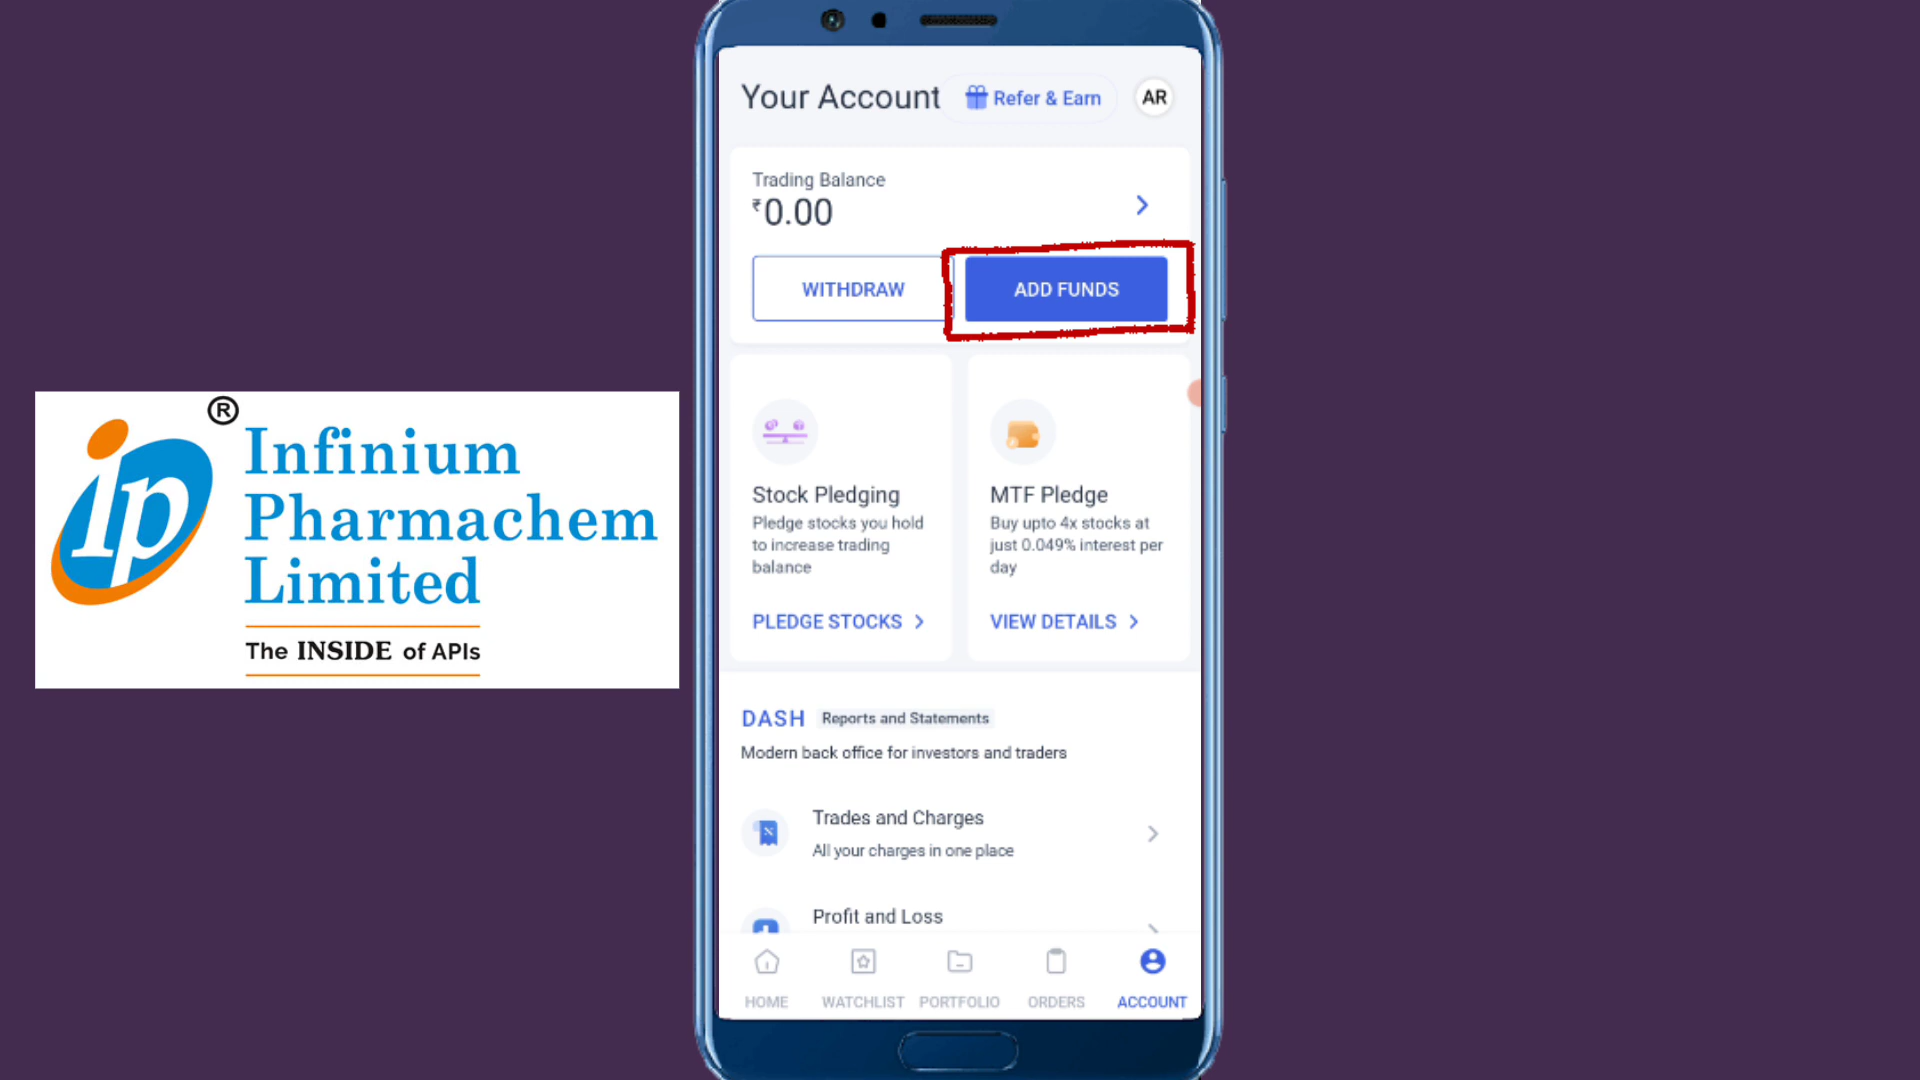 ip
®
Infinium
Pharmachem
Limited
The INSIDE of APIs
Your Account
Refer & Earn
AR
Trading Balance
₹0.00
WITHDRAW
ADD FUNDS
Stock Pledging
Pledge stocks you hold
to increase trading
balance
PLEDGE STOCKS
MTF Pledge
Buy upto 4x stocks at
just 0.049% interest per
day
VIEW DETAILS
DASH Reports and Statements
Modern back office for investors and traders
Trades and Charges
All your charges in one place
Profit and Loss
HOME WATCHLIST PORTFOLIO ORDERS ACCOUNT